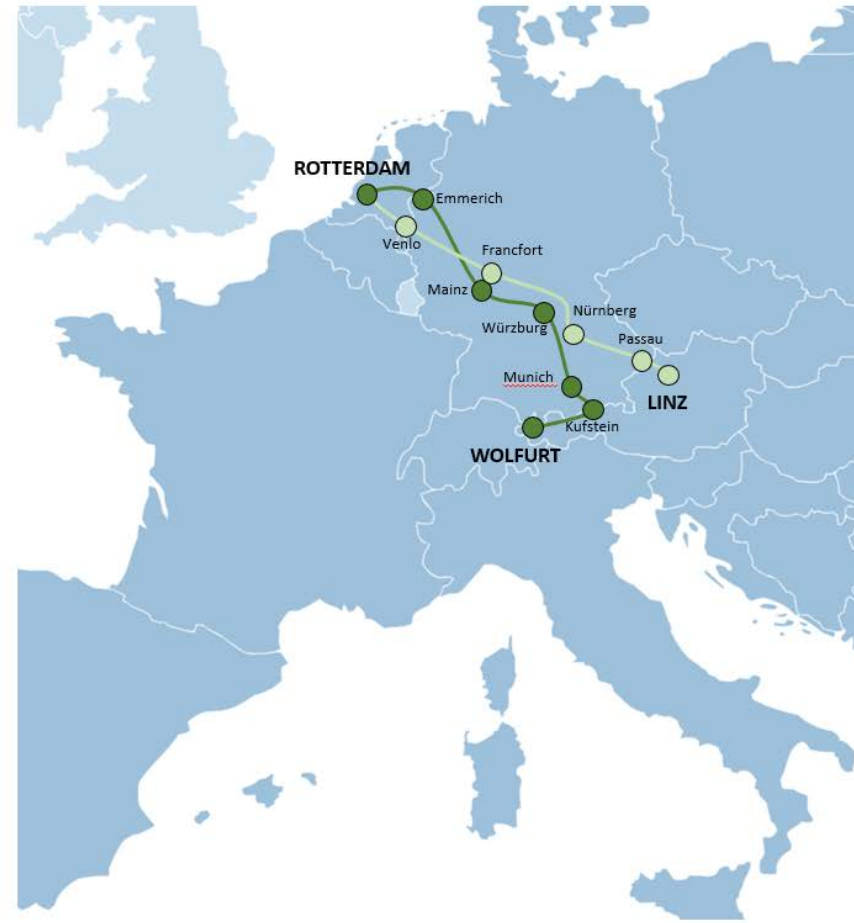 ROTTERDAM
Emmerich
Venlo
Francfort
Mainz
Nürnberg
Würzburg
Passau
Munich
LINZ
Kufstein
WOLFURT